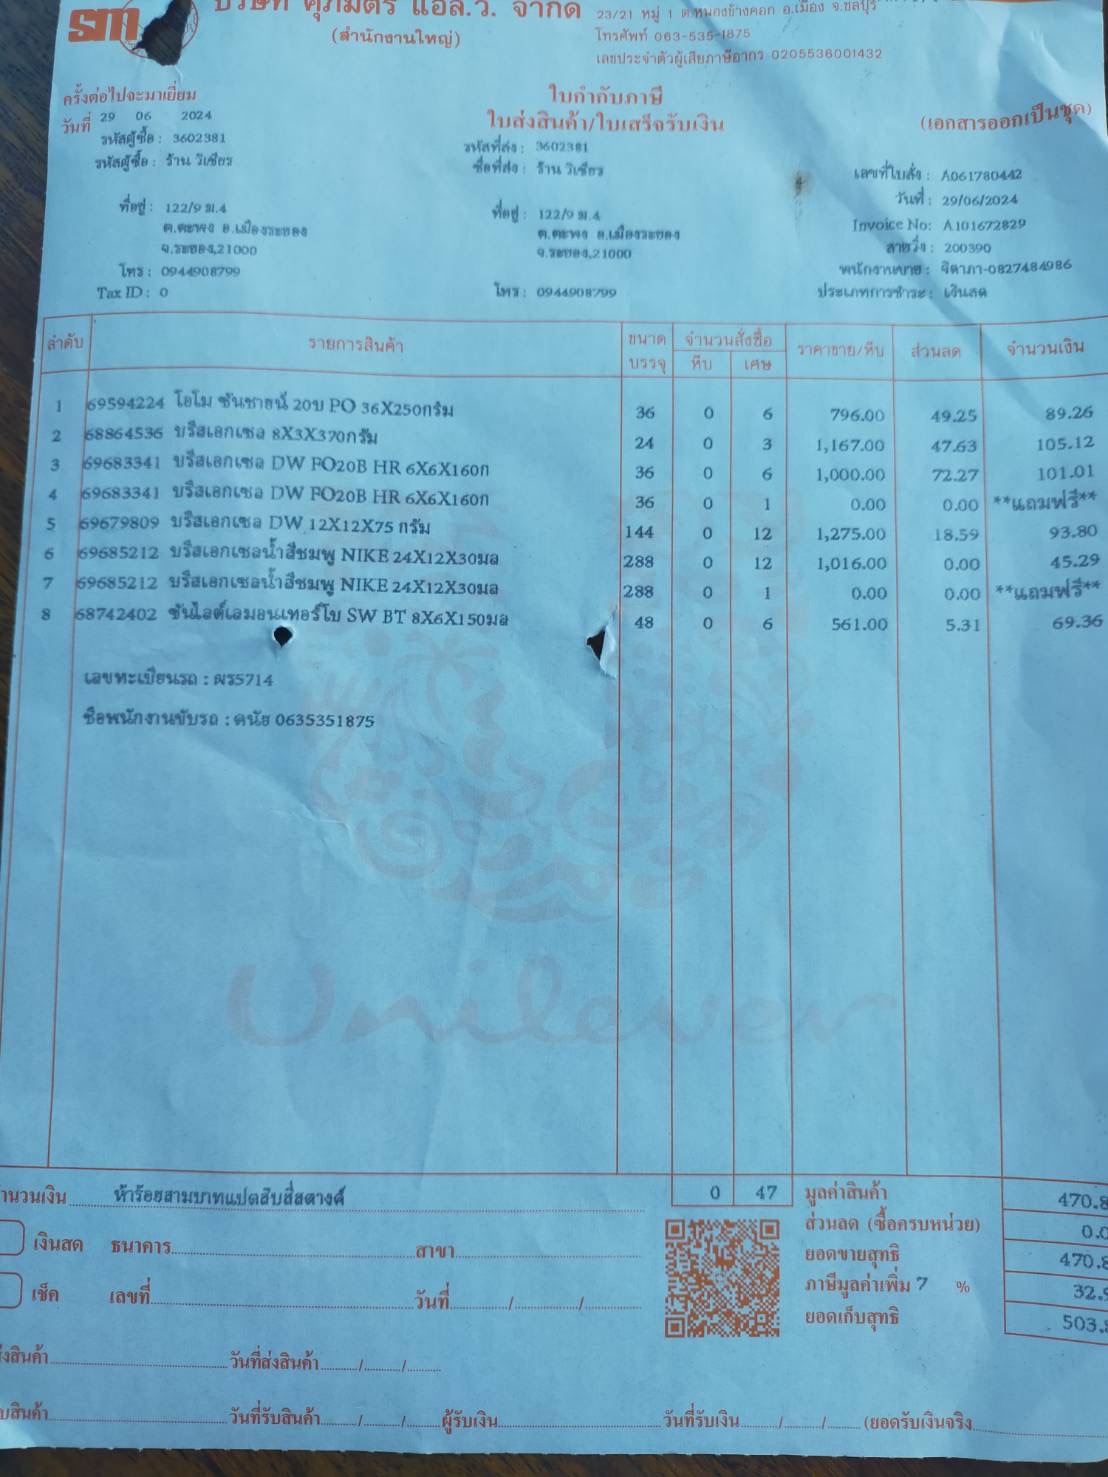 sm
บริษัท ศุภมิตร แอล.ว. จำกัด
(สำนักงานใหญ่)
23/21 หมู่ 1 ต.หนองข้างคอก อ.เมือง จ.ชลบุรี
โทรศัพท์ 063-535-1875
เลขประจำตัวผู้เสียภาษีอากร 0205536001432
ครั้งต่อไปจะมาเยี่ยม
วันที่ 29 06 2024
ใบกำกับภาษี
ใบส่งสินค้า/ใบเสร็จรับเงิน
(เอกสารออกเป็นชุด)
รหัสผู้ซื้อ : 3602381
รหัสผู้ซื้อ : ร้าน วิเชียร
ที่อยู่ : 122/9 ม.4
ต.ตะพง อ.เมืองระยอง
จ.ระยอง,21000
โทร : 0944908799
Tax ID : 0
รหัสที่ส่ง : 3602381
ชื่อที่ส่ง : ร้าน วิเชียร
ที่อยู่ : 122/9 ม.4
ต.ตะพง อ.เมืองระยอง
จ.ระยอง,21000
โทร : 0944908799
เลขที่ใบสั่ง : A061780442
วันที่ : 29/06/2024
Invoice No: A101672829
สายวิ่ง : 200390
พนักงานขาย : จิดาภา-0827484986
ประเภทการชำระ : เงินสด
ลำดับ รายการสินค้า ขนาดบรรจุ จำนวนสั่งซื้อ หีบ เศษ ราคาขาย/หีบ ส่วนลด จำนวนเงิน
1 69594224 โอโม ซันชายน์ 20บ PO 36X250กรัม 36 0 6 796.00 49.25 89.26
2 68864536 บรีสเอกเซล 8X3X370กรัม 24 0 3 1,167.00 47.63 105.12
3 69683341 บรีสเอกเซล DW PO20B HR 6X6X160ก 36 0 6 1,000.00 72.27 101.01
4 69683341 บรีสเอกเซล DW PO20B HR 6X6X160ก 36 0 1 0.00 0.00 **แถมฟรี**
5 69679809 บรีสเอกเซล DW 12X12X75 กรัม 144 0 12 1,275.00 18.59 93.80
6 69685212 บรีสเอกเซลน้ำสีชมพู NIKE 24X12X30มล 288 0 12 1,016.00 0.00 45.29
7 69685212 บรีสเอกเซลน้ำสีชมพู NIKE 24X12X30มล 288 0 1 0.00 0.00 **แถมฟรี**
8 68742402 ซันไลต์เลมอนเทอร์โบ SW BT 8X6X150มล 48 0 6 561.00 5.31 69.36
เลขทะเบียนรถ : ผร5714
ชื่อพนักงานขับรถ : คนัย 0635351875
Unilever
จำนวนเงิน ห้าร้อยสามบาทแปดสิบสี่สตางค์ 0 47
มูลค่าสินค้า 470.8
ส่วนลด (ซื้อครบหน่วย) 0.0
ยอดขายสุทธิ 470.8
ภาษีมูลค่าเพิ่ม 7 % 32.9
ยอดเก็บสุทธิ 503.8
เงินสด ธนาคาร สาขา
เช็ค เลขที่ วันที่ / /
ส่งสินค้า วันที่ส่งสินค้า / /
รับสินค้า วันที่รับสินค้า / / ผู้รับเงิน วันที่รับเงิน / / (ยอดรับเงินจริง